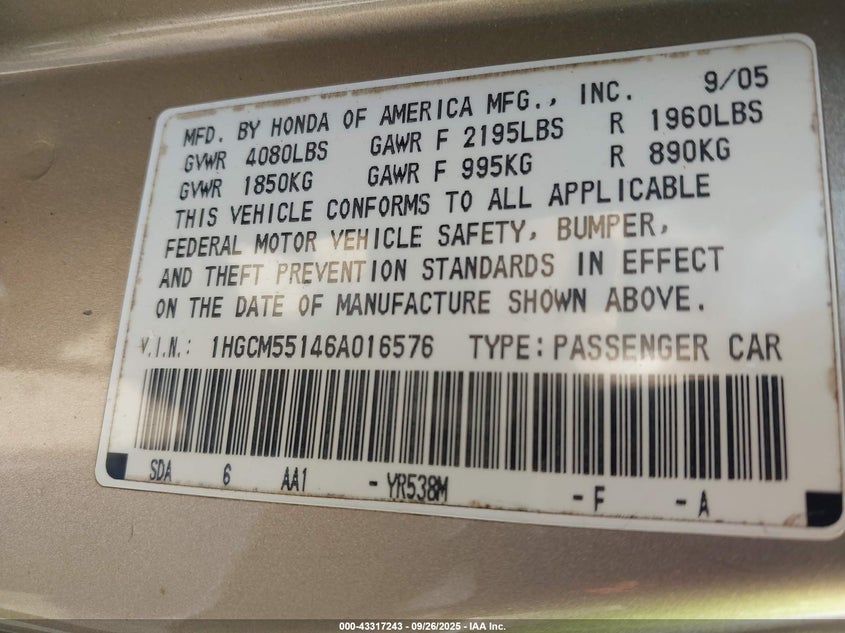 MFD. BY HONDA OF AMERICA MFG., INC. 9/05
GVWR 4080LBS GAWR F 2195LBS R 1960LBS
GVWR 1850KG GAWR F 995KG R 890KG
THIS VEHICLE CONFORMS TO ALL APPLICABLE
FEDERAL MOTOR VEHICLE SAFETY, BUMPER,
AND THEFT PREVENTION STANDARDS IN EFFECT
ON THE DATE OF MANUFACTURE SHOWN ABOVE.
V.I.N.: 1HGCM55146A016576 TYPE: PASSENGER CAR
SDA 6 AA1 - YR538M - F - A
000-43317243 - 09/26/2025 - IAA Inc.